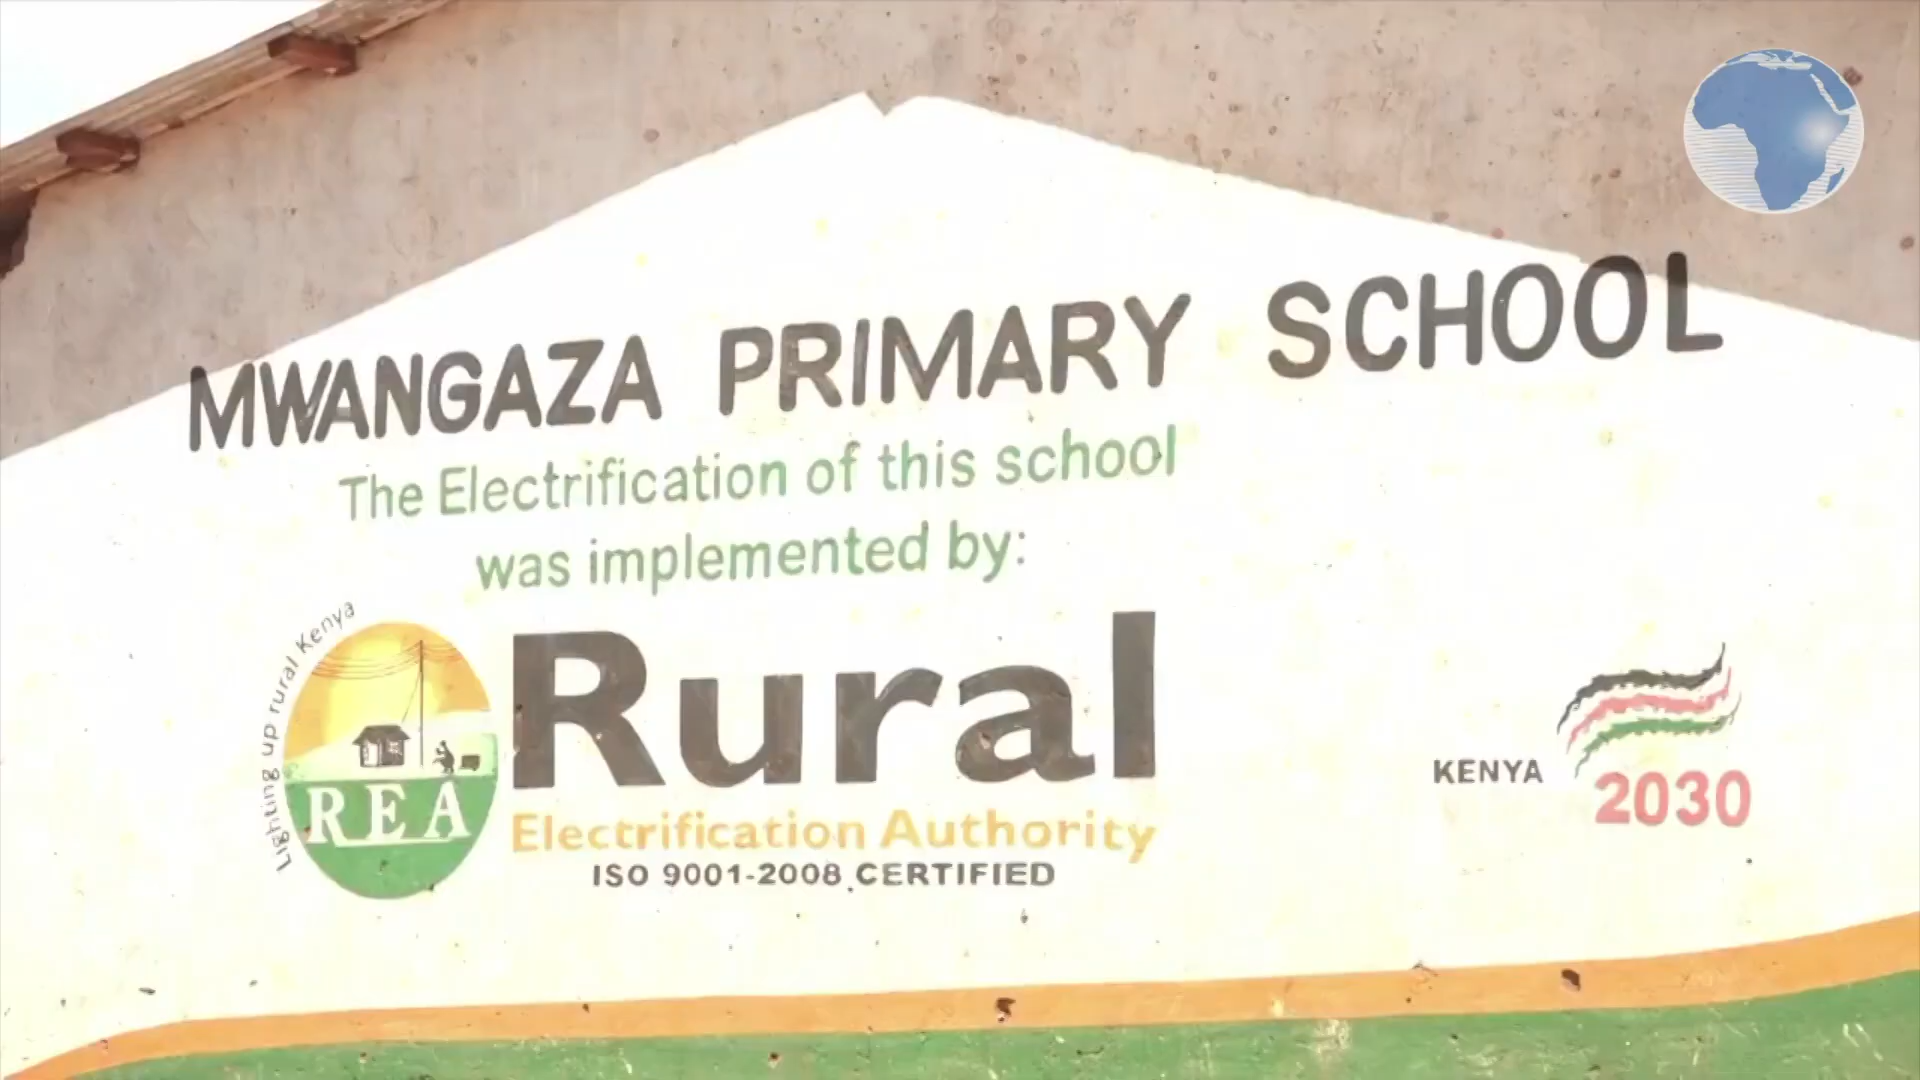 MWANGAZA PRIMARY SCHOOL
The Electrification of this school
was implemented by:
Lighting up rural Kenya
REA
Rural
Electrification Authority
ISO 9001-2008 CERTIFIED
KENYA
2030